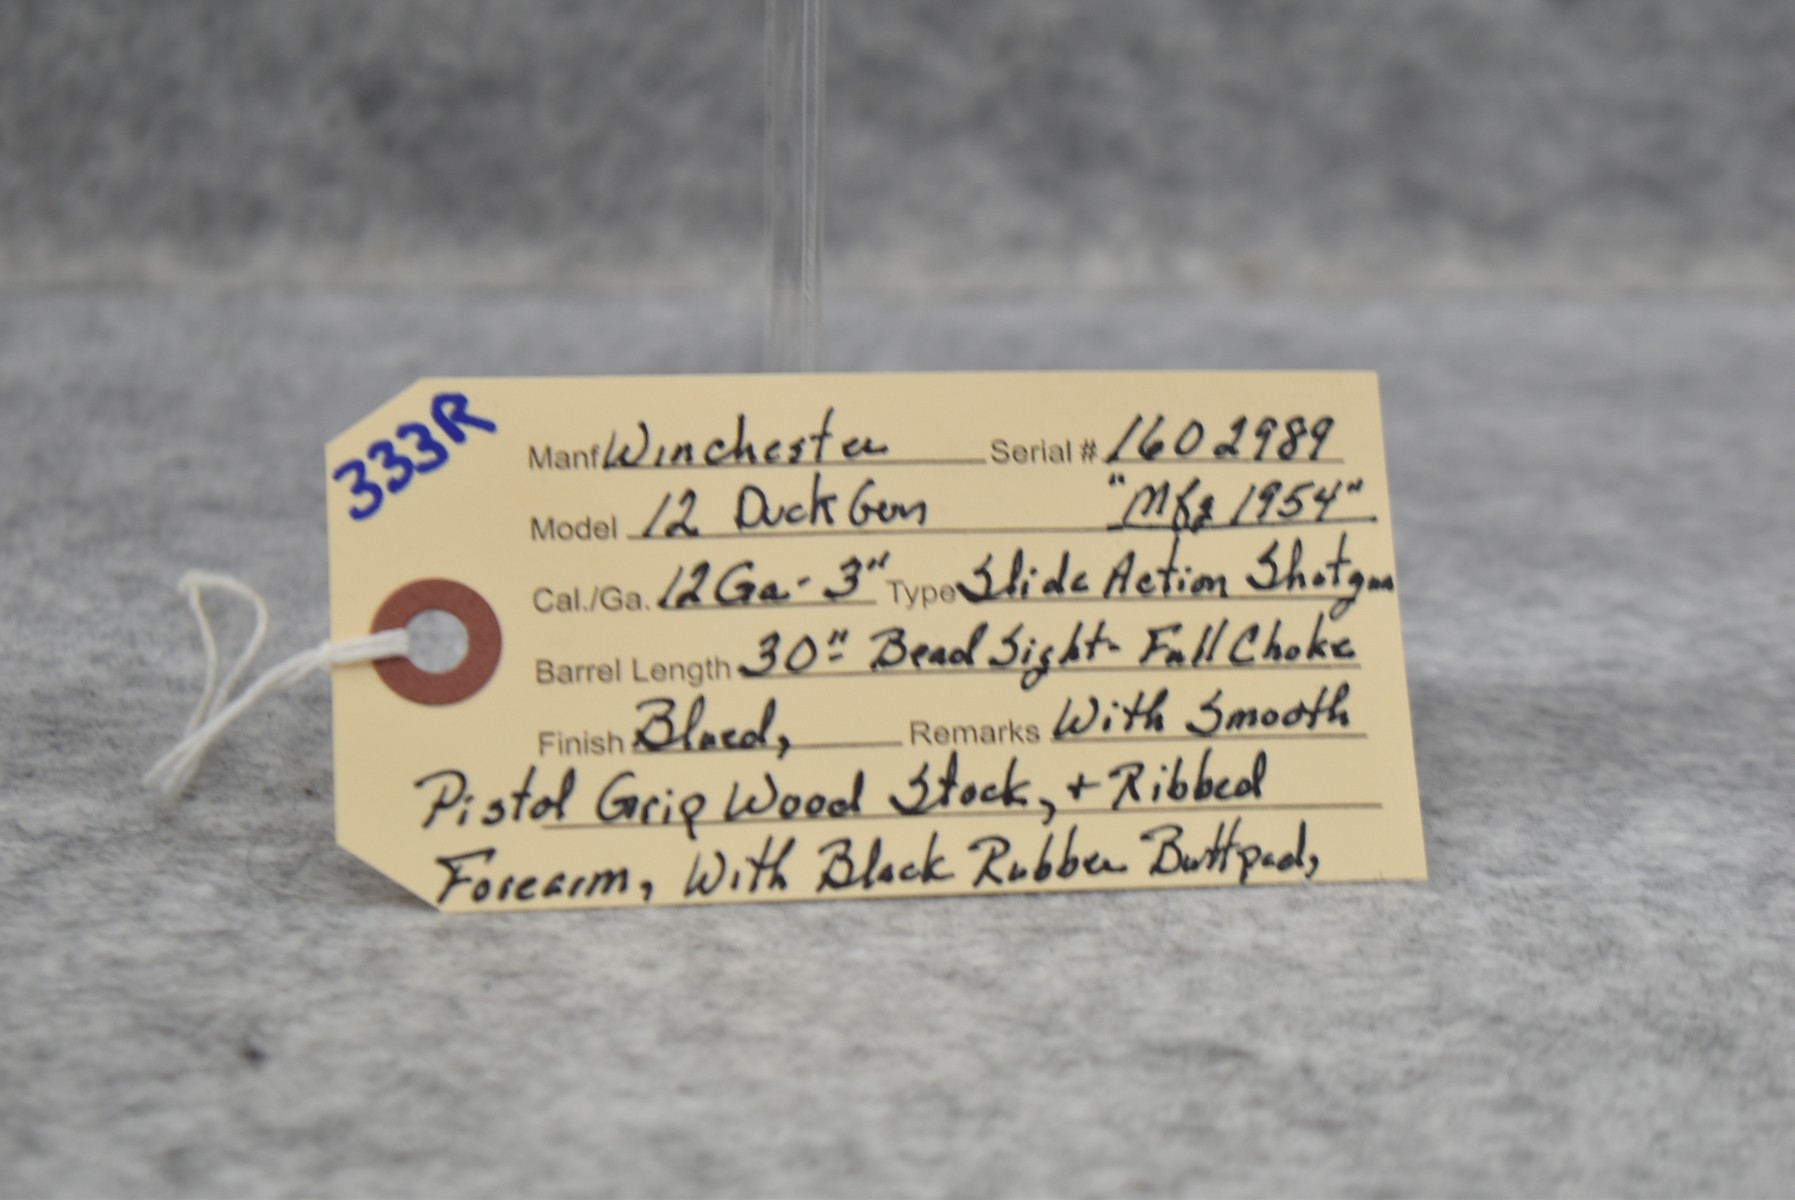 333R
Manf Winchester Serial # 1602989
Model 12 Duck Gun "Mfg 1954"
Cal./Ga. 12 Ga - 3" Type Slide Action Shotgun
Barrel Length 30" - Bead Sight - Full Choke
Finish Blued, Remarks With Smooth
Pistol Grip Wood Stock, + Ribbed
Forearm, With Black Rubber Buttpad,